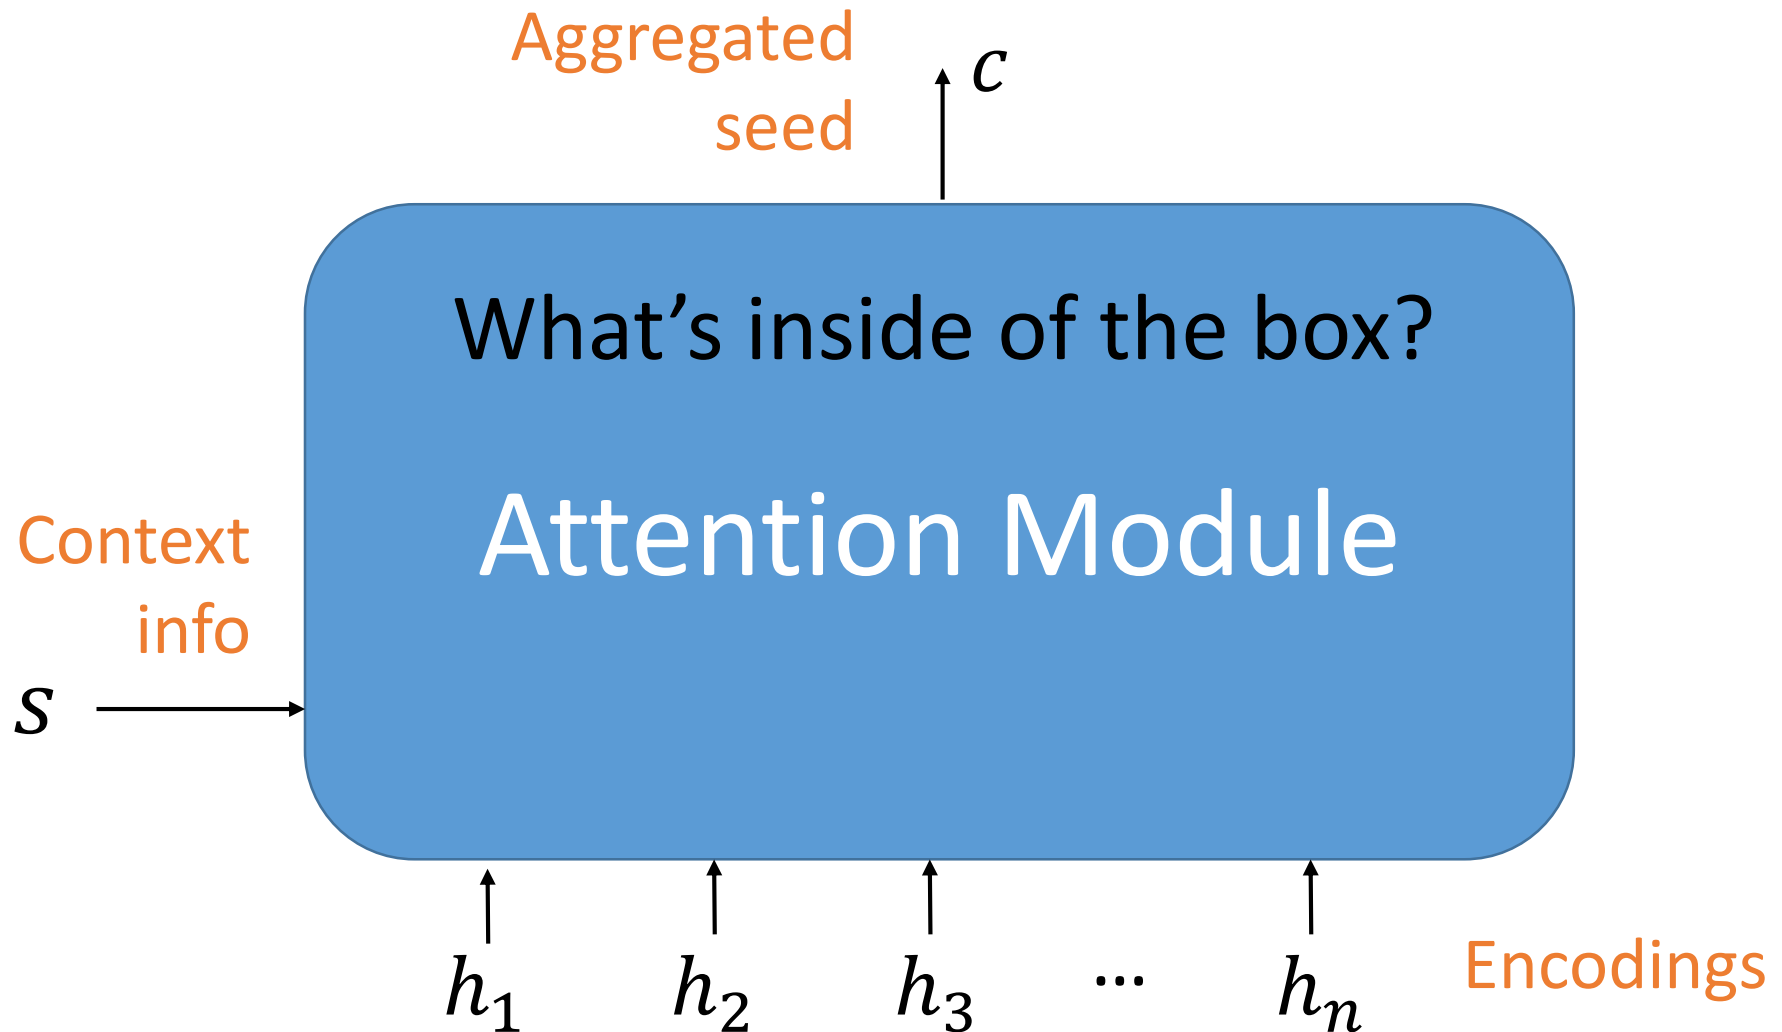 Aggregated
seed
c
What's inside of the box?
Attention Module
Context
info
s
h₁ h₂ h₃ ... hₙ
Encodings